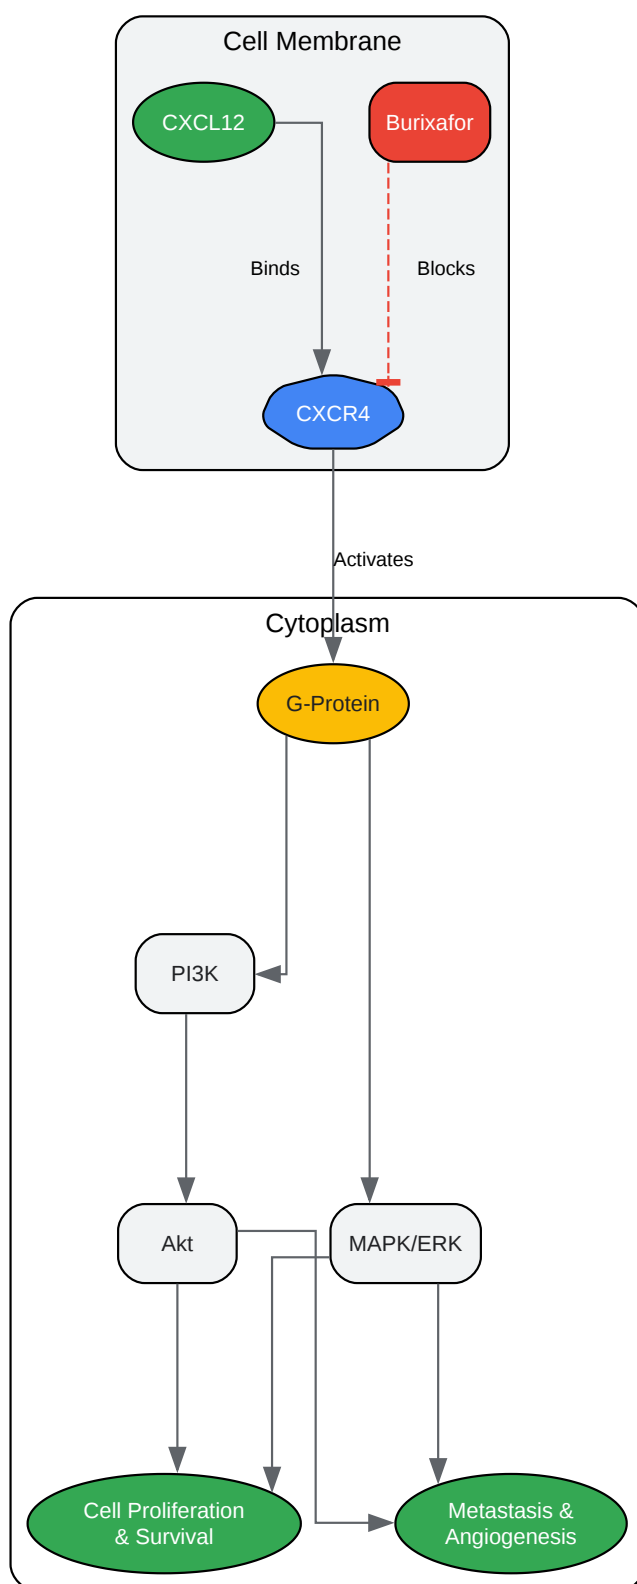 Cell Membrane
CXCL12
Burixafor
Binds
Blocks
CXCR4
Activates
Cytoplasm
G-Protein
PI3K
Akt
MAPK/ERK
Cell Proliferation
& Survival
Metastasis &
Angiogenesis